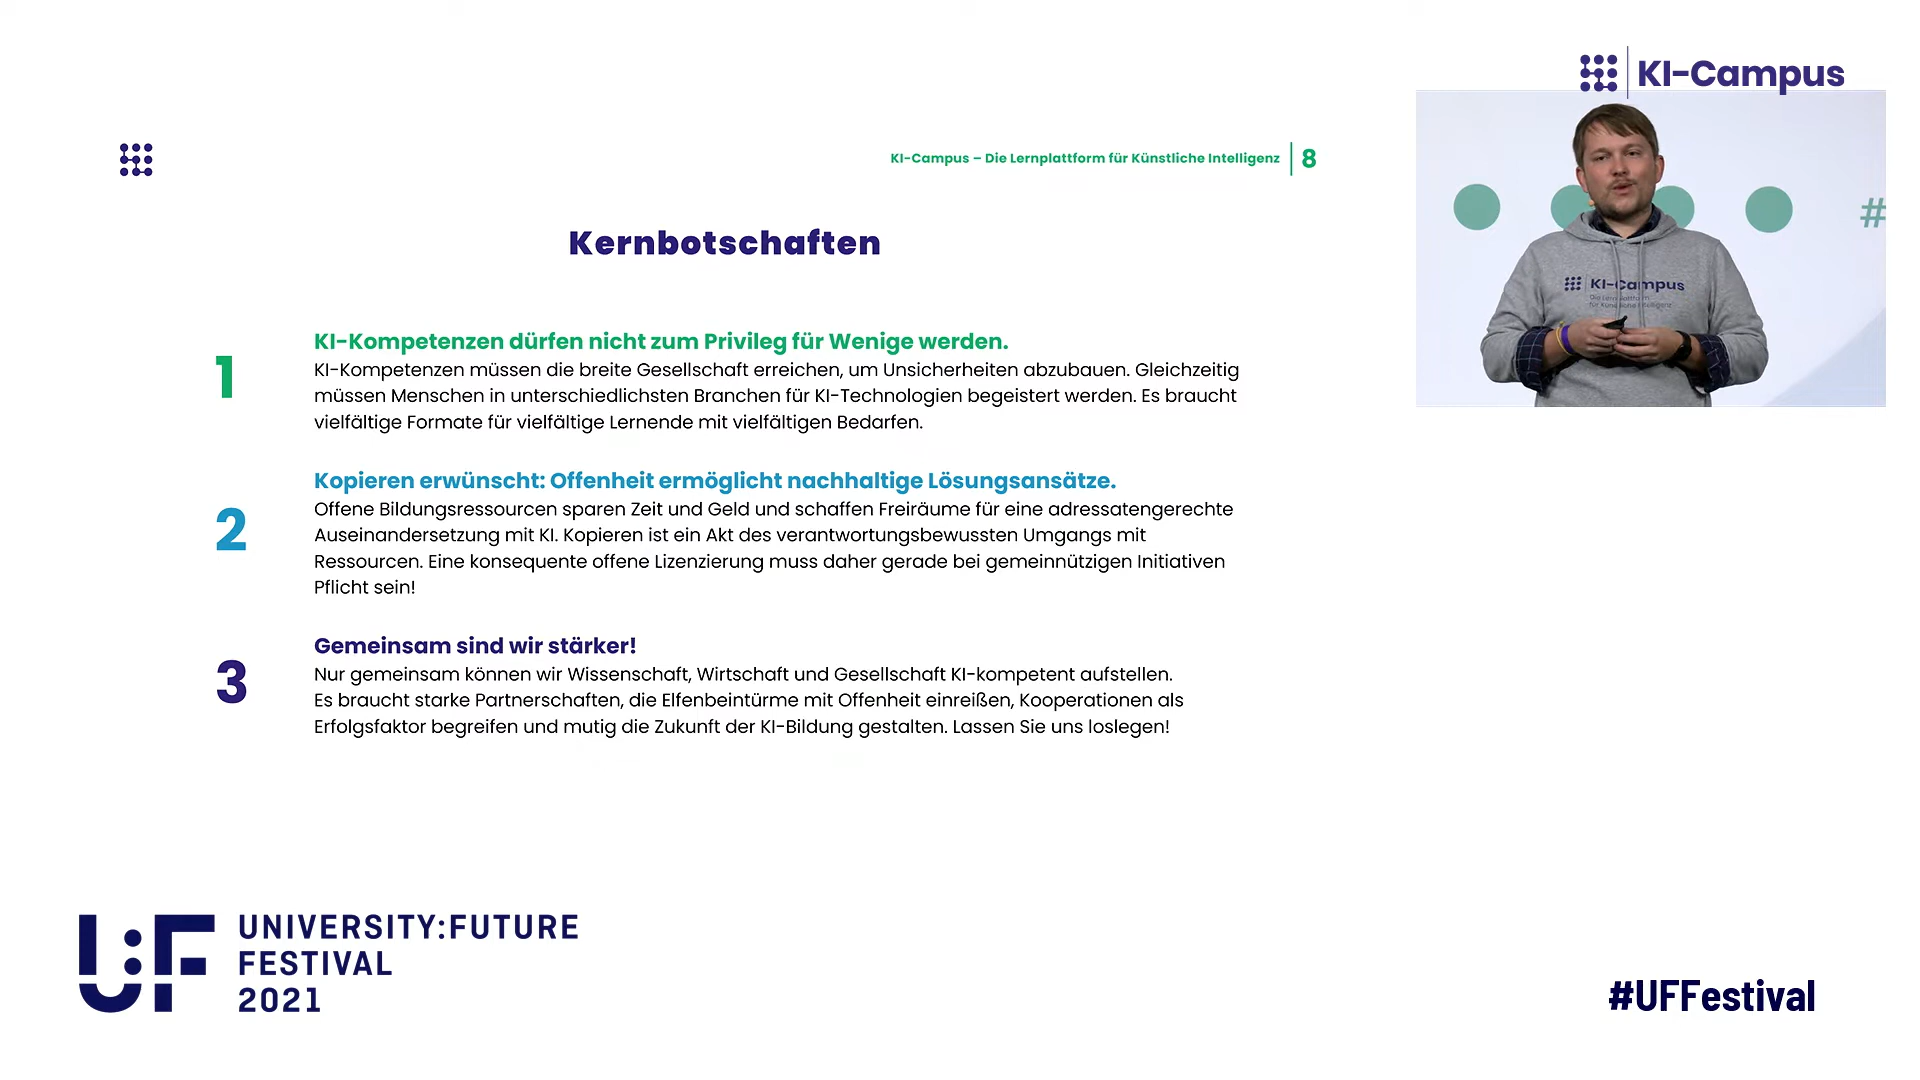 KI-Campus
KI-Campus – Die Lernplattform für Künstliche Intelligenz 8
Kernbotschaften
1
KI-Kompetenzen dürfen nicht zum Privileg für Wenige werden.
KI-Kompetenzen müssen die breite Gesellschaft erreichen, um Unsicherheiten abzubauen. Gleichzeitig
müssen Menschen in unterschiedlichsten Branchen für KI-Technologien begeistert werden. Es braucht
vielfältige Formate für vielfältige Lernende mit vielfältigen Bedarfen.
2
Kopieren erwünscht: Offenheit ermöglicht nachhaltige Lösungsansätze.
Offene Bildungsressourcen sparen Zeit und Geld und schaffen Freiräume für eine adressatengerechte
Auseinandersetzung mit KI. Kopieren ist ein Akt des verantwortungsbewussten Umgangs mit
Ressourcen. Eine konsequente offene Lizenzierung muss daher gerade bei gemeinnützigen Initiativen
Pflicht sein!
3
Gemeinsam sind wir stärker!
Nur gemeinsam können wir Wissenschaft, Wirtschaft und Gesellschaft KI-kompetent aufstellen.
Es braucht starke Partnerschaften, die Elfenbeintürme mit Offenheit einreißen, Kooperationen als
Erfolgsfaktor begreifen und mutig die Zukunft der KI-Bildung gestalten. Lassen Sie uns loslegen!
#
KI-Campus
Die Lernplattform
für Künstliche Intelligenz
U:F
UNIVERSITY:FUTURE
FESTIVAL
2021
#UFFestival